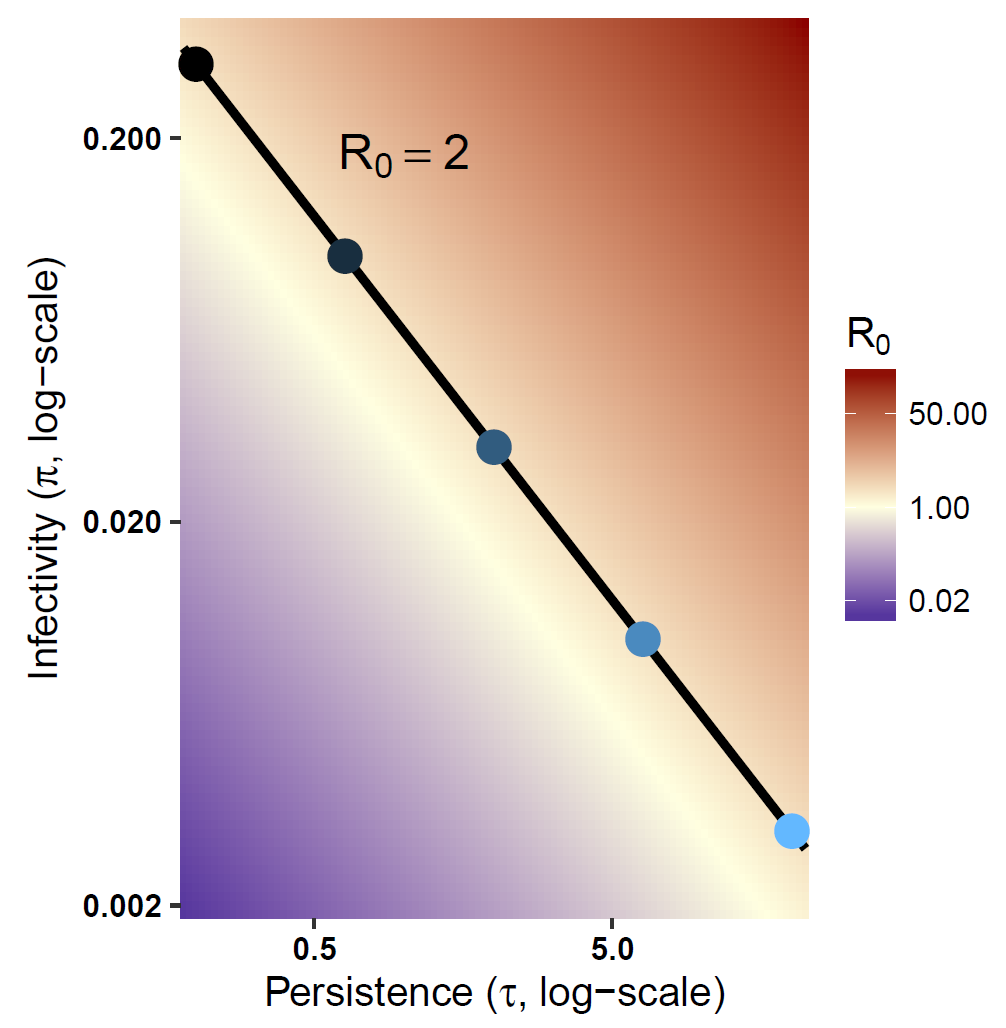 Infectivity (π, log−scale)
0.200
0.020
0.002
R₀ = 2
0.5
5.0
Persistence (τ, log−scale)
R₀
50.00
1.00
0.02